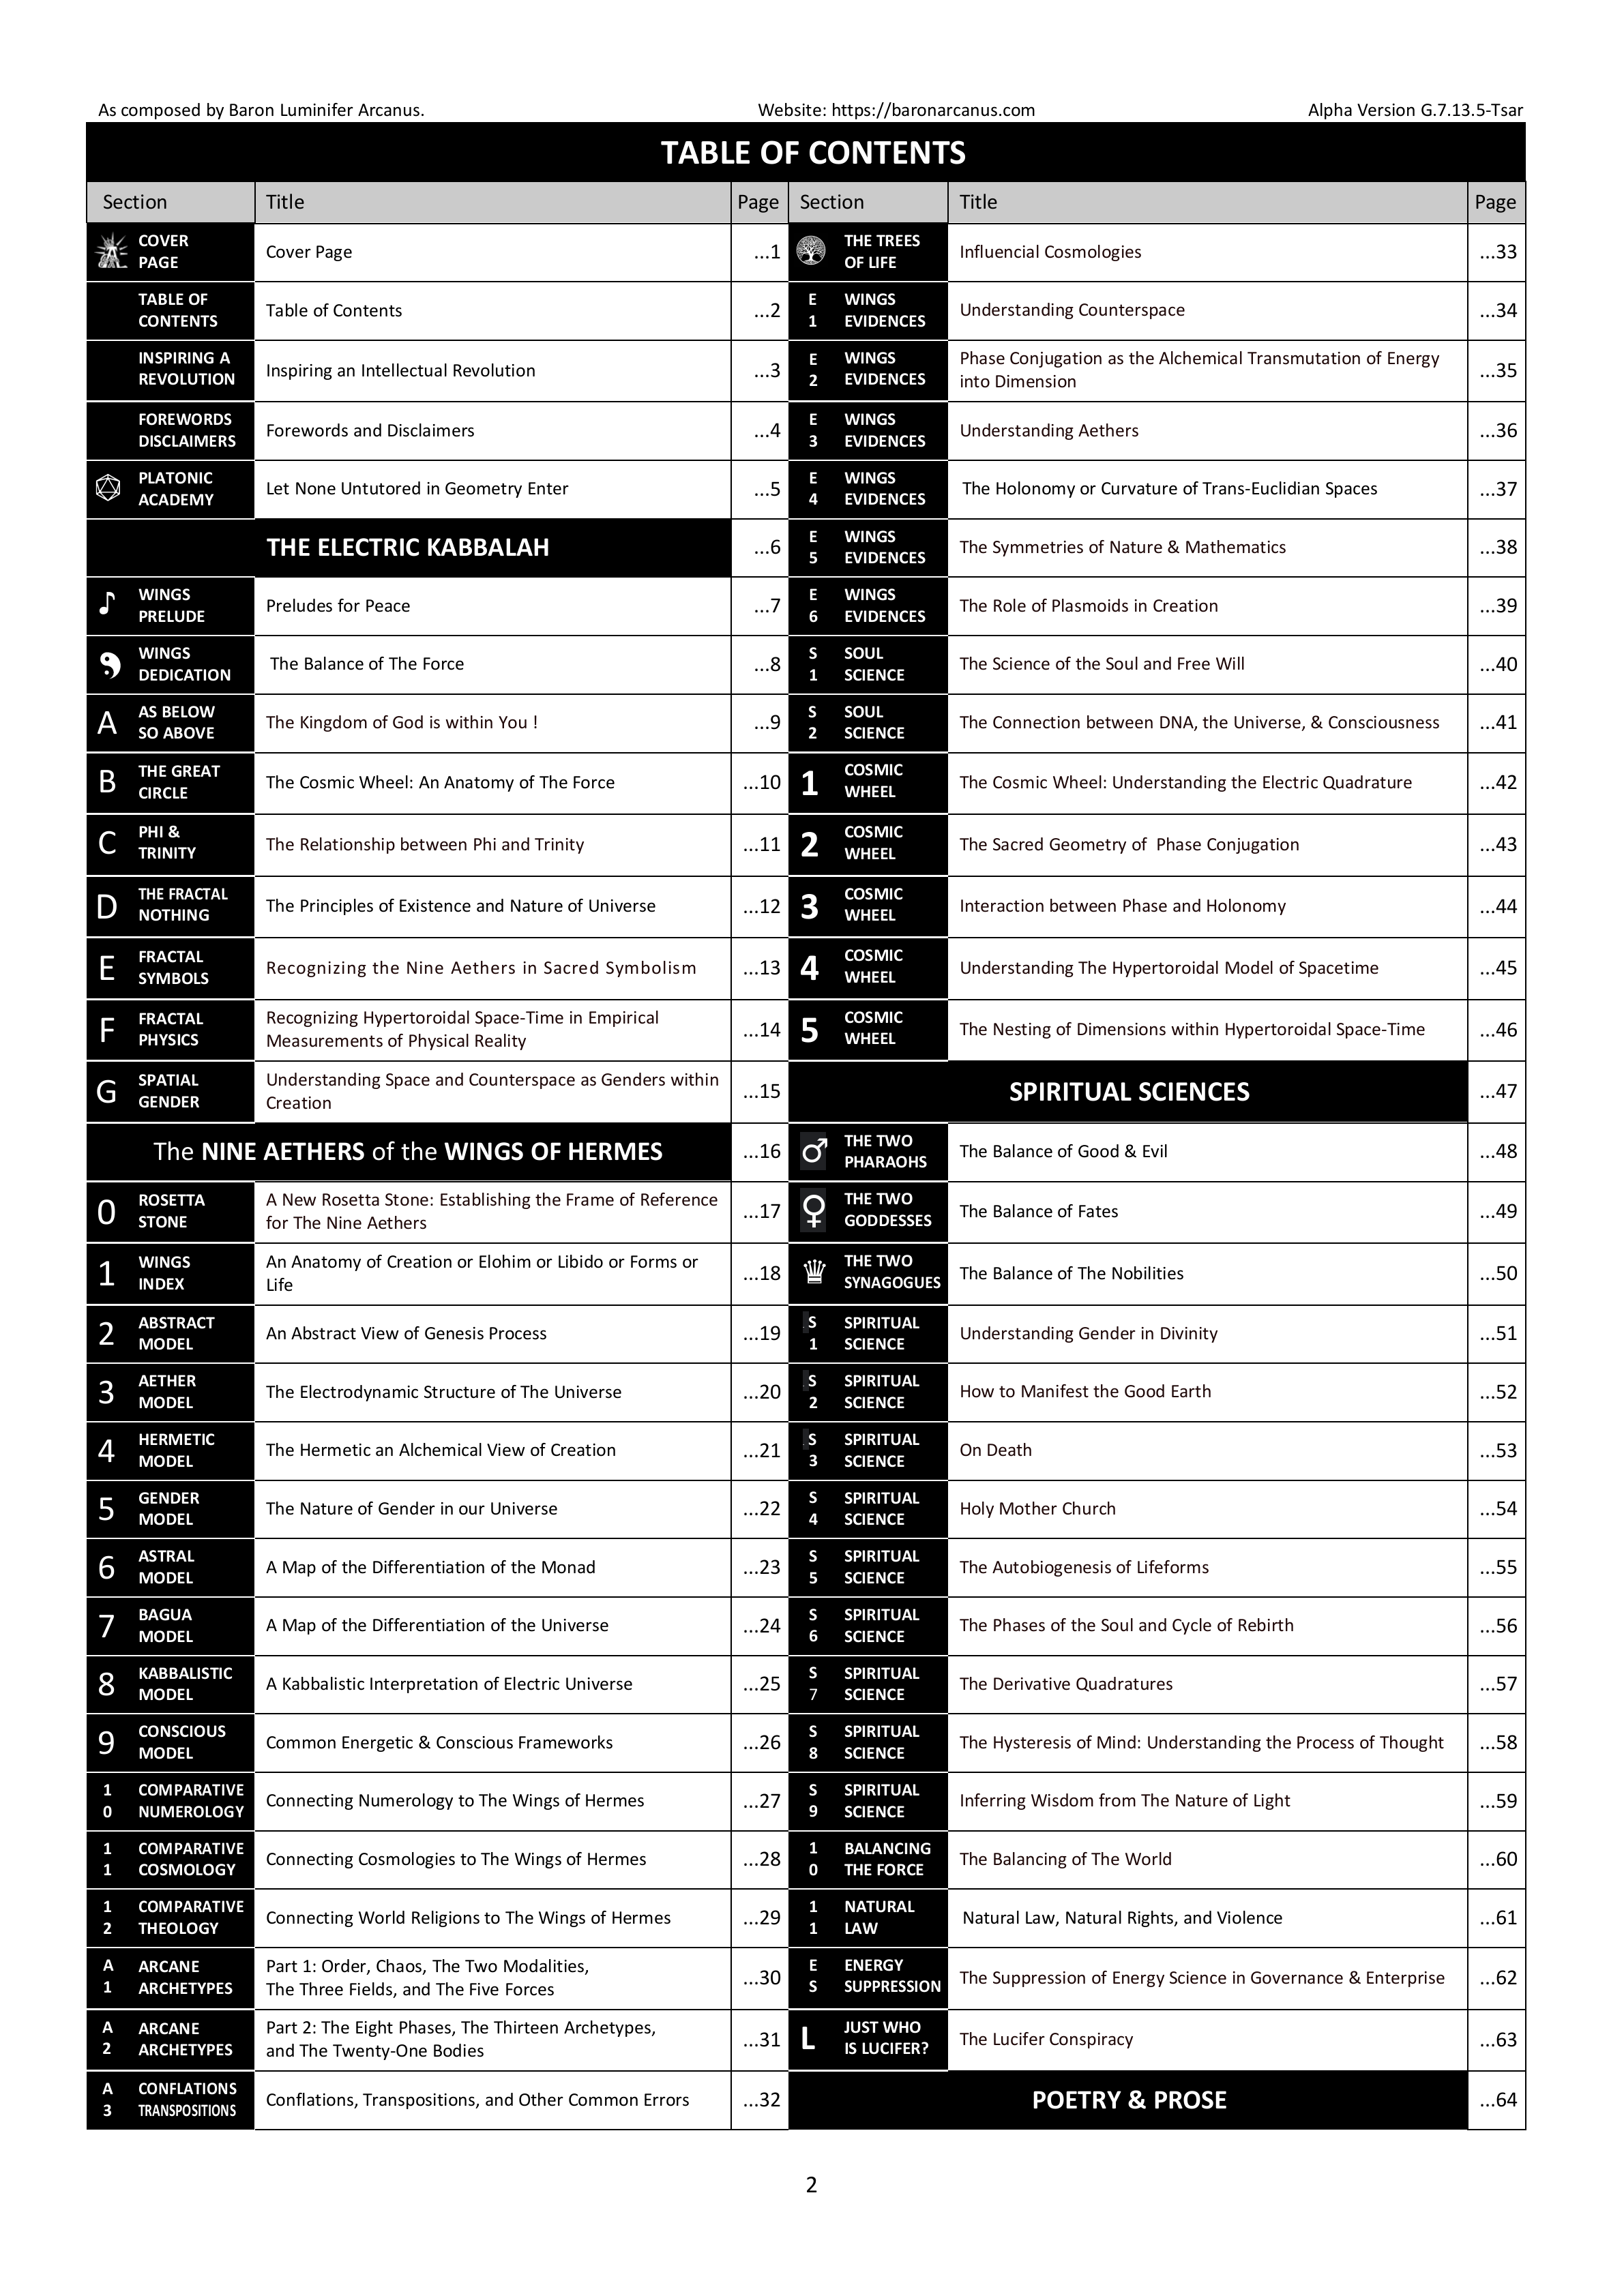 As composed by Baron Luminifer Arcanus. Website: https://baronarcanus.com Alpha Version G.7.13.5-Tsar
TABLE OF CONTENTS
Section Title Page Section Title Page
COVER
PAGE
Cover Page
...1
TABLE OF
CONTENTS
Table of Contents
...2
INSPIRING A
REVOLUTION
Inspiring an Intellectual Revolution
...3
FOREWORDS
DISCLAIMERS
Forewords and Disclaimers
...4
PLATONIC
ACADEMY
Let None Untutored in Geometry Enter
...5
THE ELECTRIC KABBALAH
...6
♪ WINGS
PRELUDE
Preludes for Peace
...7
WINGS
DEDICATION
The Balance of The Force
...8
A AS BELOW
SO ABOVE
The Kingdom of God is within You !
...9
B THE GREAT
CIRCLE
The Cosmic Wheel: An Anatomy of The Force
...10
C PHI &
TRINITY
The Relationship between Phi and Trinity
...11
D THE FRACTAL
NOTHING
The Principles of Existence and Nature of Universe
...12
E FRACTAL
SYMBOLS
Recognizing the Nine Aethers in Sacred Symbolism
...13
F FRACTAL
PHYSICS
Recognizing Hypertoroidal Space-Time in Empirical
Measurements of Physical Reality
...14
G SPATIAL
GENDER
Understanding Space and Counterspace as Genders within
Creation
...15
The NINE AETHERS of the WINGS OF HERMES
...16
0 ROSETTA
STONE
A New Rosetta Stone: Establishing the Frame of Reference
for The Nine Aethers
...17
1 WINGS
INDEX
An Anatomy of Creation or Elohim or Libido or Forms or
Life
...18
2 ABSTRACT
MODEL
An Abstract View of Genesis Process
...19
3 AETHER
MODEL
The Electrodynamic Structure of The Universe
...20
4 HERMETIC
MODEL
The Hermetic an Alchemical View of Creation
...21
5 GENDER
MODEL
The Nature of Gender in our Universe
...22
6 ASTRAL
MODEL
A Map of the Differentiation of the Monad
...23
7 BAGUA
MODEL
A Map of the Differentiation of the Universe
...24
8 KABBALISTIC
MODEL
A Kabbalistic Interpretation of Electric Universe
...25
9 CONSCIOUS
MODEL
Common Energetic & Conscious Frameworks
...26
1 COMPARATIVE
0 NUMEROLOGY
Connecting Numerology to The Wings of Hermes
...27
1 COMPARATIVE
1 COSMOLOGY
Connecting Cosmologies to The Wings of Hermes
...28
1 COMPARATIVE
2 THEOLOGY
Connecting World Religions to The Wings of Hermes
...29
A ARCANE
1 ARCHETYPES
Part 1: Order, Chaos, The Two Modalities,
The Three Fields, and The Five Forces
...30
A ARCANE
2 ARCHETYPES
Part 2: The Eight Phases, The Thirteen Archetypes,
and The Twenty-One Bodies
...31
A CONFLATIONS
3 TRANSPOSITIONS
Conflations, Transpositions, and Other Common Errors
...32
THE TREES
OF LIFE
Influencial Cosmologies
...33
E WINGS
1 EVIDENCES
Understanding Counterspace
...34
E WINGS
2 EVIDENCES
Phase Conjugation as the Alchemical Transmutation of Energy
into Dimension
...35
E WINGS
3 EVIDENCES
Understanding Aethers
...36
E WINGS
4 EVIDENCES
The Holonomy or Curvature of Trans-Euclidian Spaces
...37
E WINGS
5 EVIDENCES
The Symmetries of Nature & Mathematics
...38
E WINGS
6 EVIDENCES
The Role of Plasmoids in Creation
...39
S SOUL
1 SCIENCE
The Science of the Soul and Free Will
...40
S SOUL
2 SCIENCE
The Connection between DNA, the Universe, & Consciousness
...41
1 COSMIC
WHEEL
The Cosmic Wheel: Understanding the Electric Quadrature
...42
2 COSMIC
WHEEL
The Sacred Geometry of Phase Conjugation
...43
3 COSMIC
WHEEL
Interaction between Phase and Holonomy
...44
4 COSMIC
WHEEL
Understanding The Hypertoroidal Model of Spacetime
...45
5 COSMIC
WHEEL
The Nesting of Dimensions within Hypertoroidal Space-Time
...46
SPIRITUAL SCIENCES
...47
♂ THE TWO
PHARAOHS
The Balance of Good & Evil
...48
♀ THE TWO
GODDESSES
The Balance of Fates
...49
♛ THE TWO
SYNAGOGUES
The Balance of The Nobilities
...50
S SPIRITUAL
1 SCIENCE
Understanding Gender in Divinity
...51
S SPIRITUAL
2 SCIENCE
How to Manifest the Good Earth
...52
S SPIRITUAL
3 SCIENCE
On Death
...53
S SPIRITUAL
4 SCIENCE
Holy Mother Church
...54
S SPIRITUAL
5 SCIENCE
The Autobiogenesis of Lifeforms
...55
S SPIRITUAL
6 SCIENCE
The Phases of the Soul and Cycle of Rebirth
...56
S SPIRITUAL
7 SCIENCE
The Derivative Quadratures
...57
S SPIRITUAL
8 SCIENCE
The Hysteresis of Mind: Understanding the Process of Thought
...58
S SPIRITUAL
9 SCIENCE
Inferring Wisdom from The Nature of Light
...59
1 BALANCING
0 THE FORCE
The Balancing of The World
...60
1 NATURAL
1 LAW
Natural Law, Natural Rights, and Violence
...61
E ENERGY
S SUPPRESSION
The Suppression of Energy Science in Governance & Enterprise
...62
L JUST WHO
IS LUCIFER?
The Lucifer Conspiracy
...63
POETRY & PROSE
...64
2